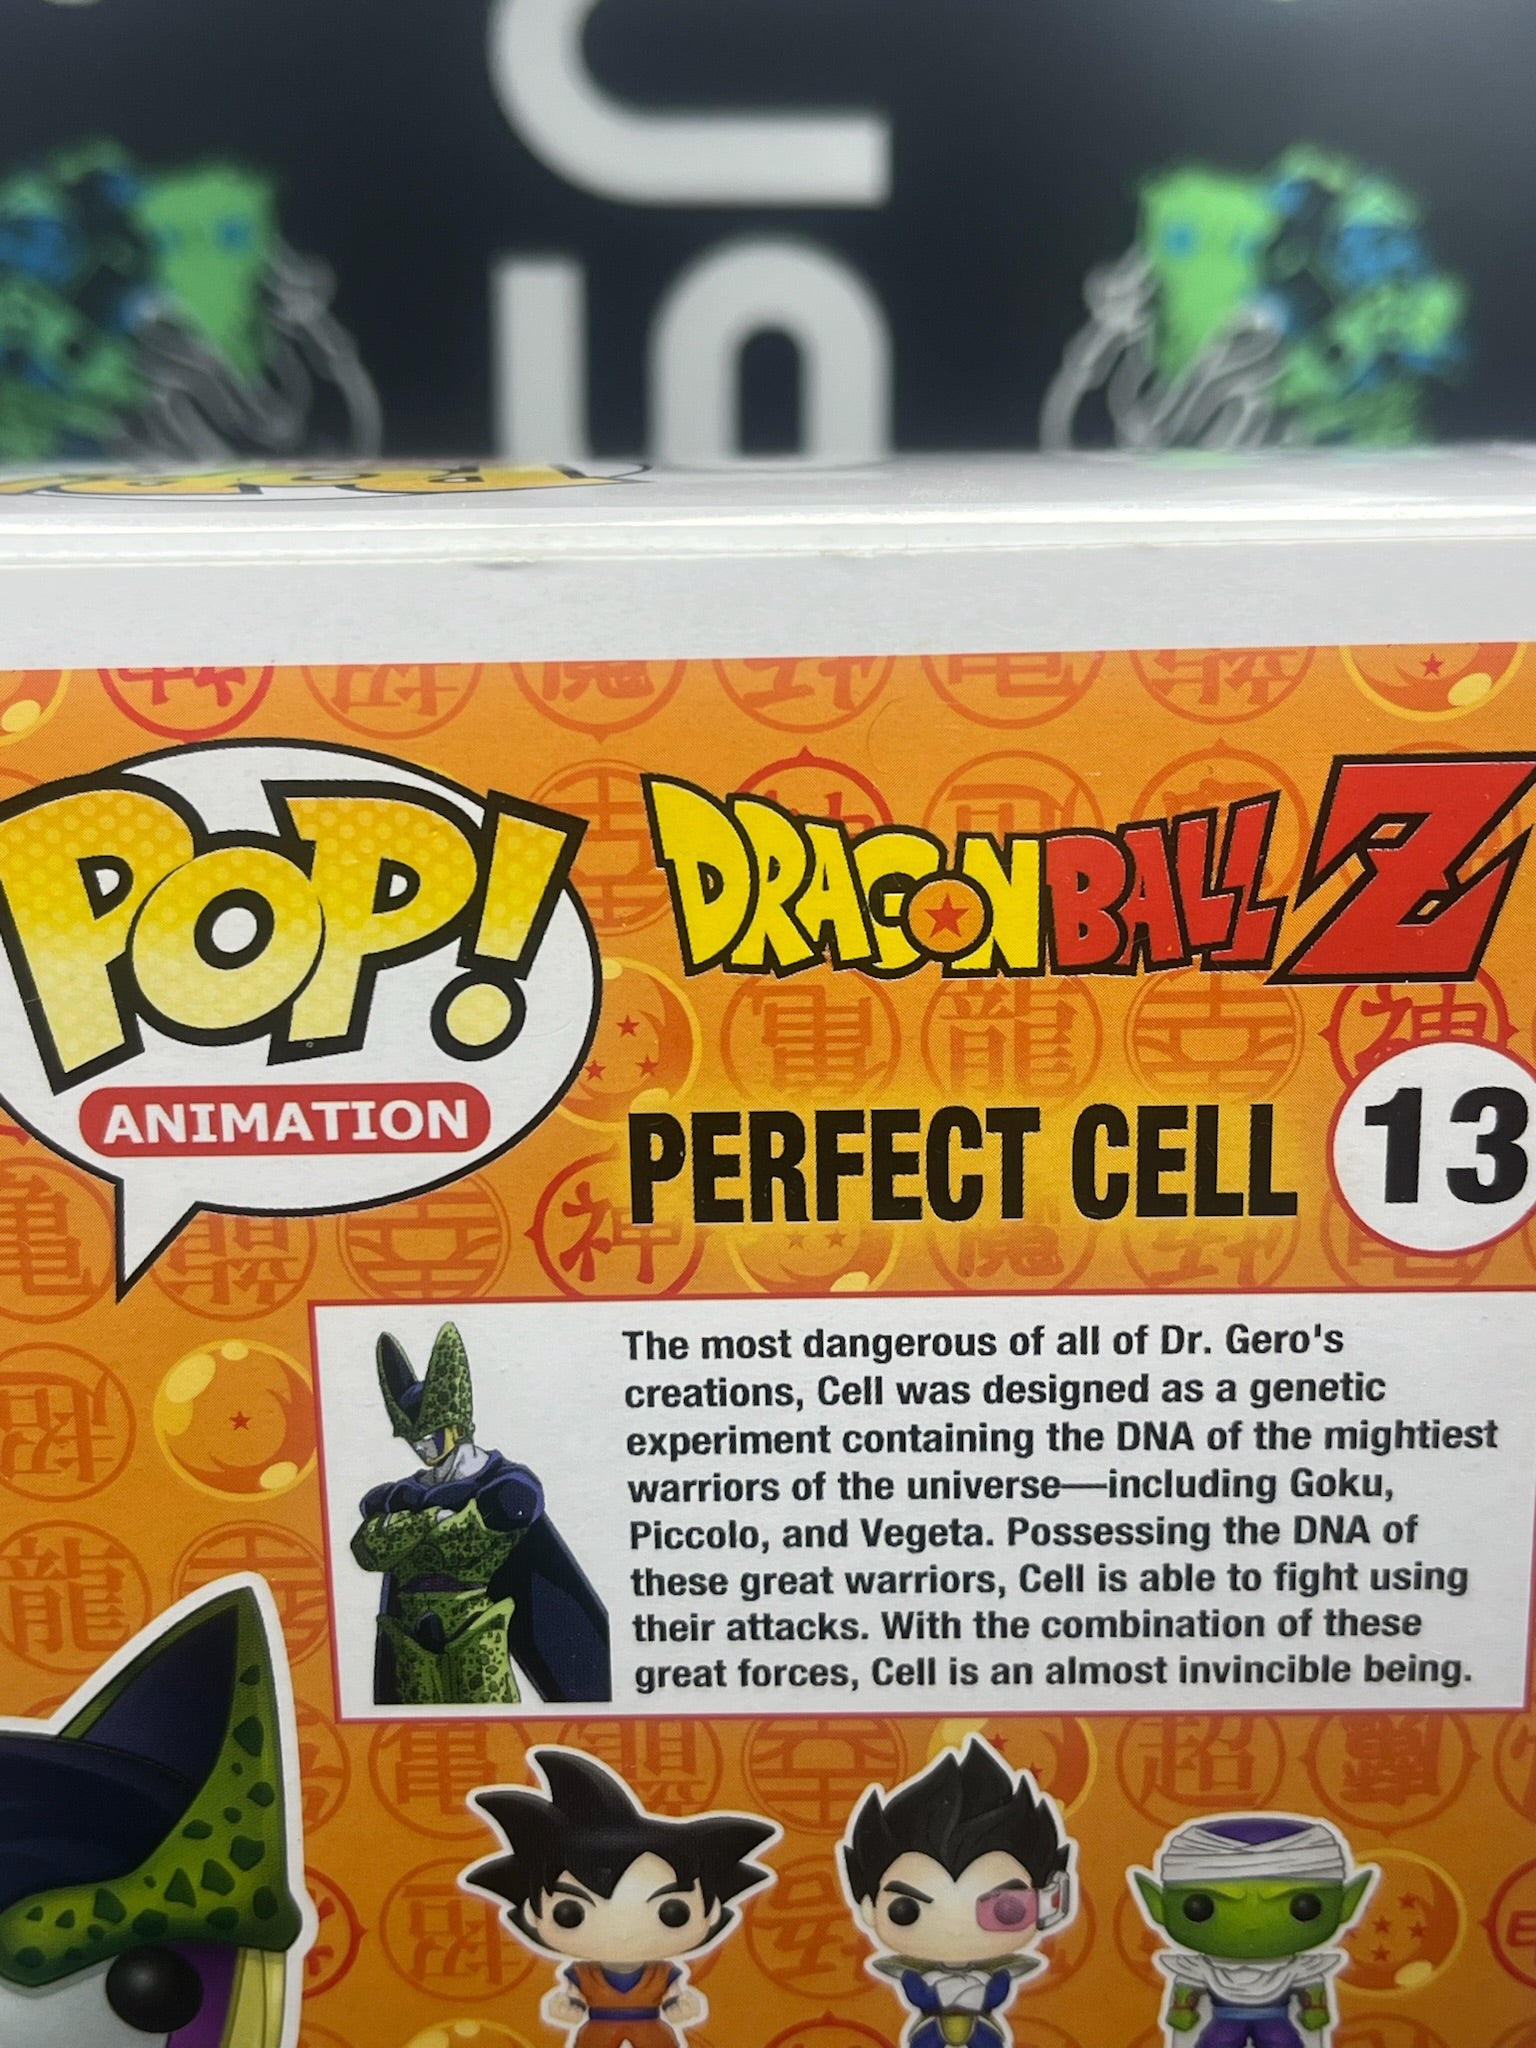 POP!
ANIMATION
DRAGON BALL Z
PERFECT CELL
13
The most dangerous of all of Dr. Gero's
creations, Cell was designed as a genetic
experiment containing the DNA of the mightiest
warriors of the universe—including Goku,
Piccolo, and Vegeta. Possessing the DNA of
these great warriors, Cell is able to fight using
their attacks. With the combination of these
great forces, Cell is an almost invincible being.